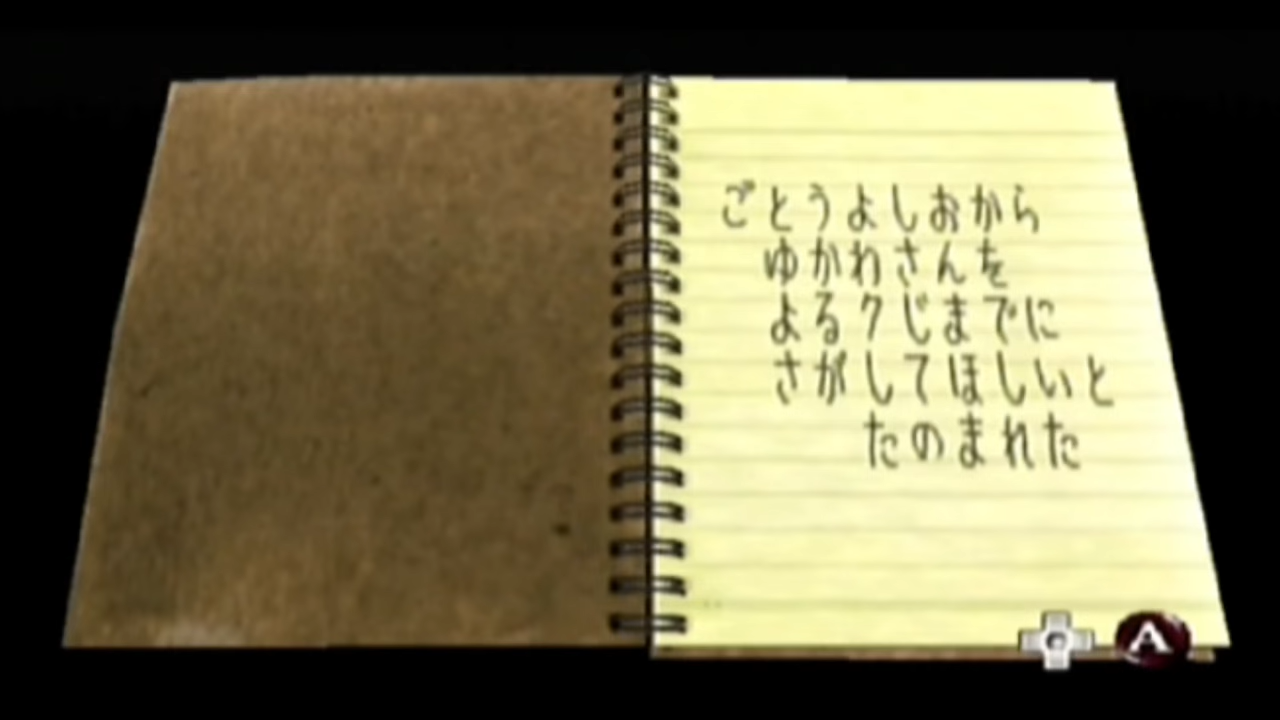 ごとうよしおから
ゆかわさんを
よる7じまでに
さがしてほしいと
たのまれた
A